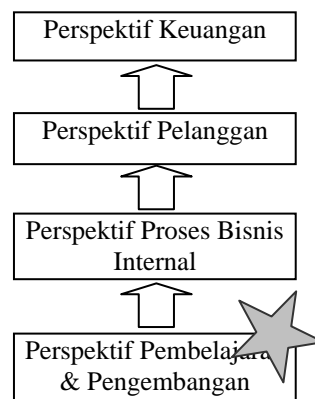 Perspektif Keuangan
Perspektif Pelanggan
Perspektif Proses Bisnis
Internal
Perspektif
& Pengembangan